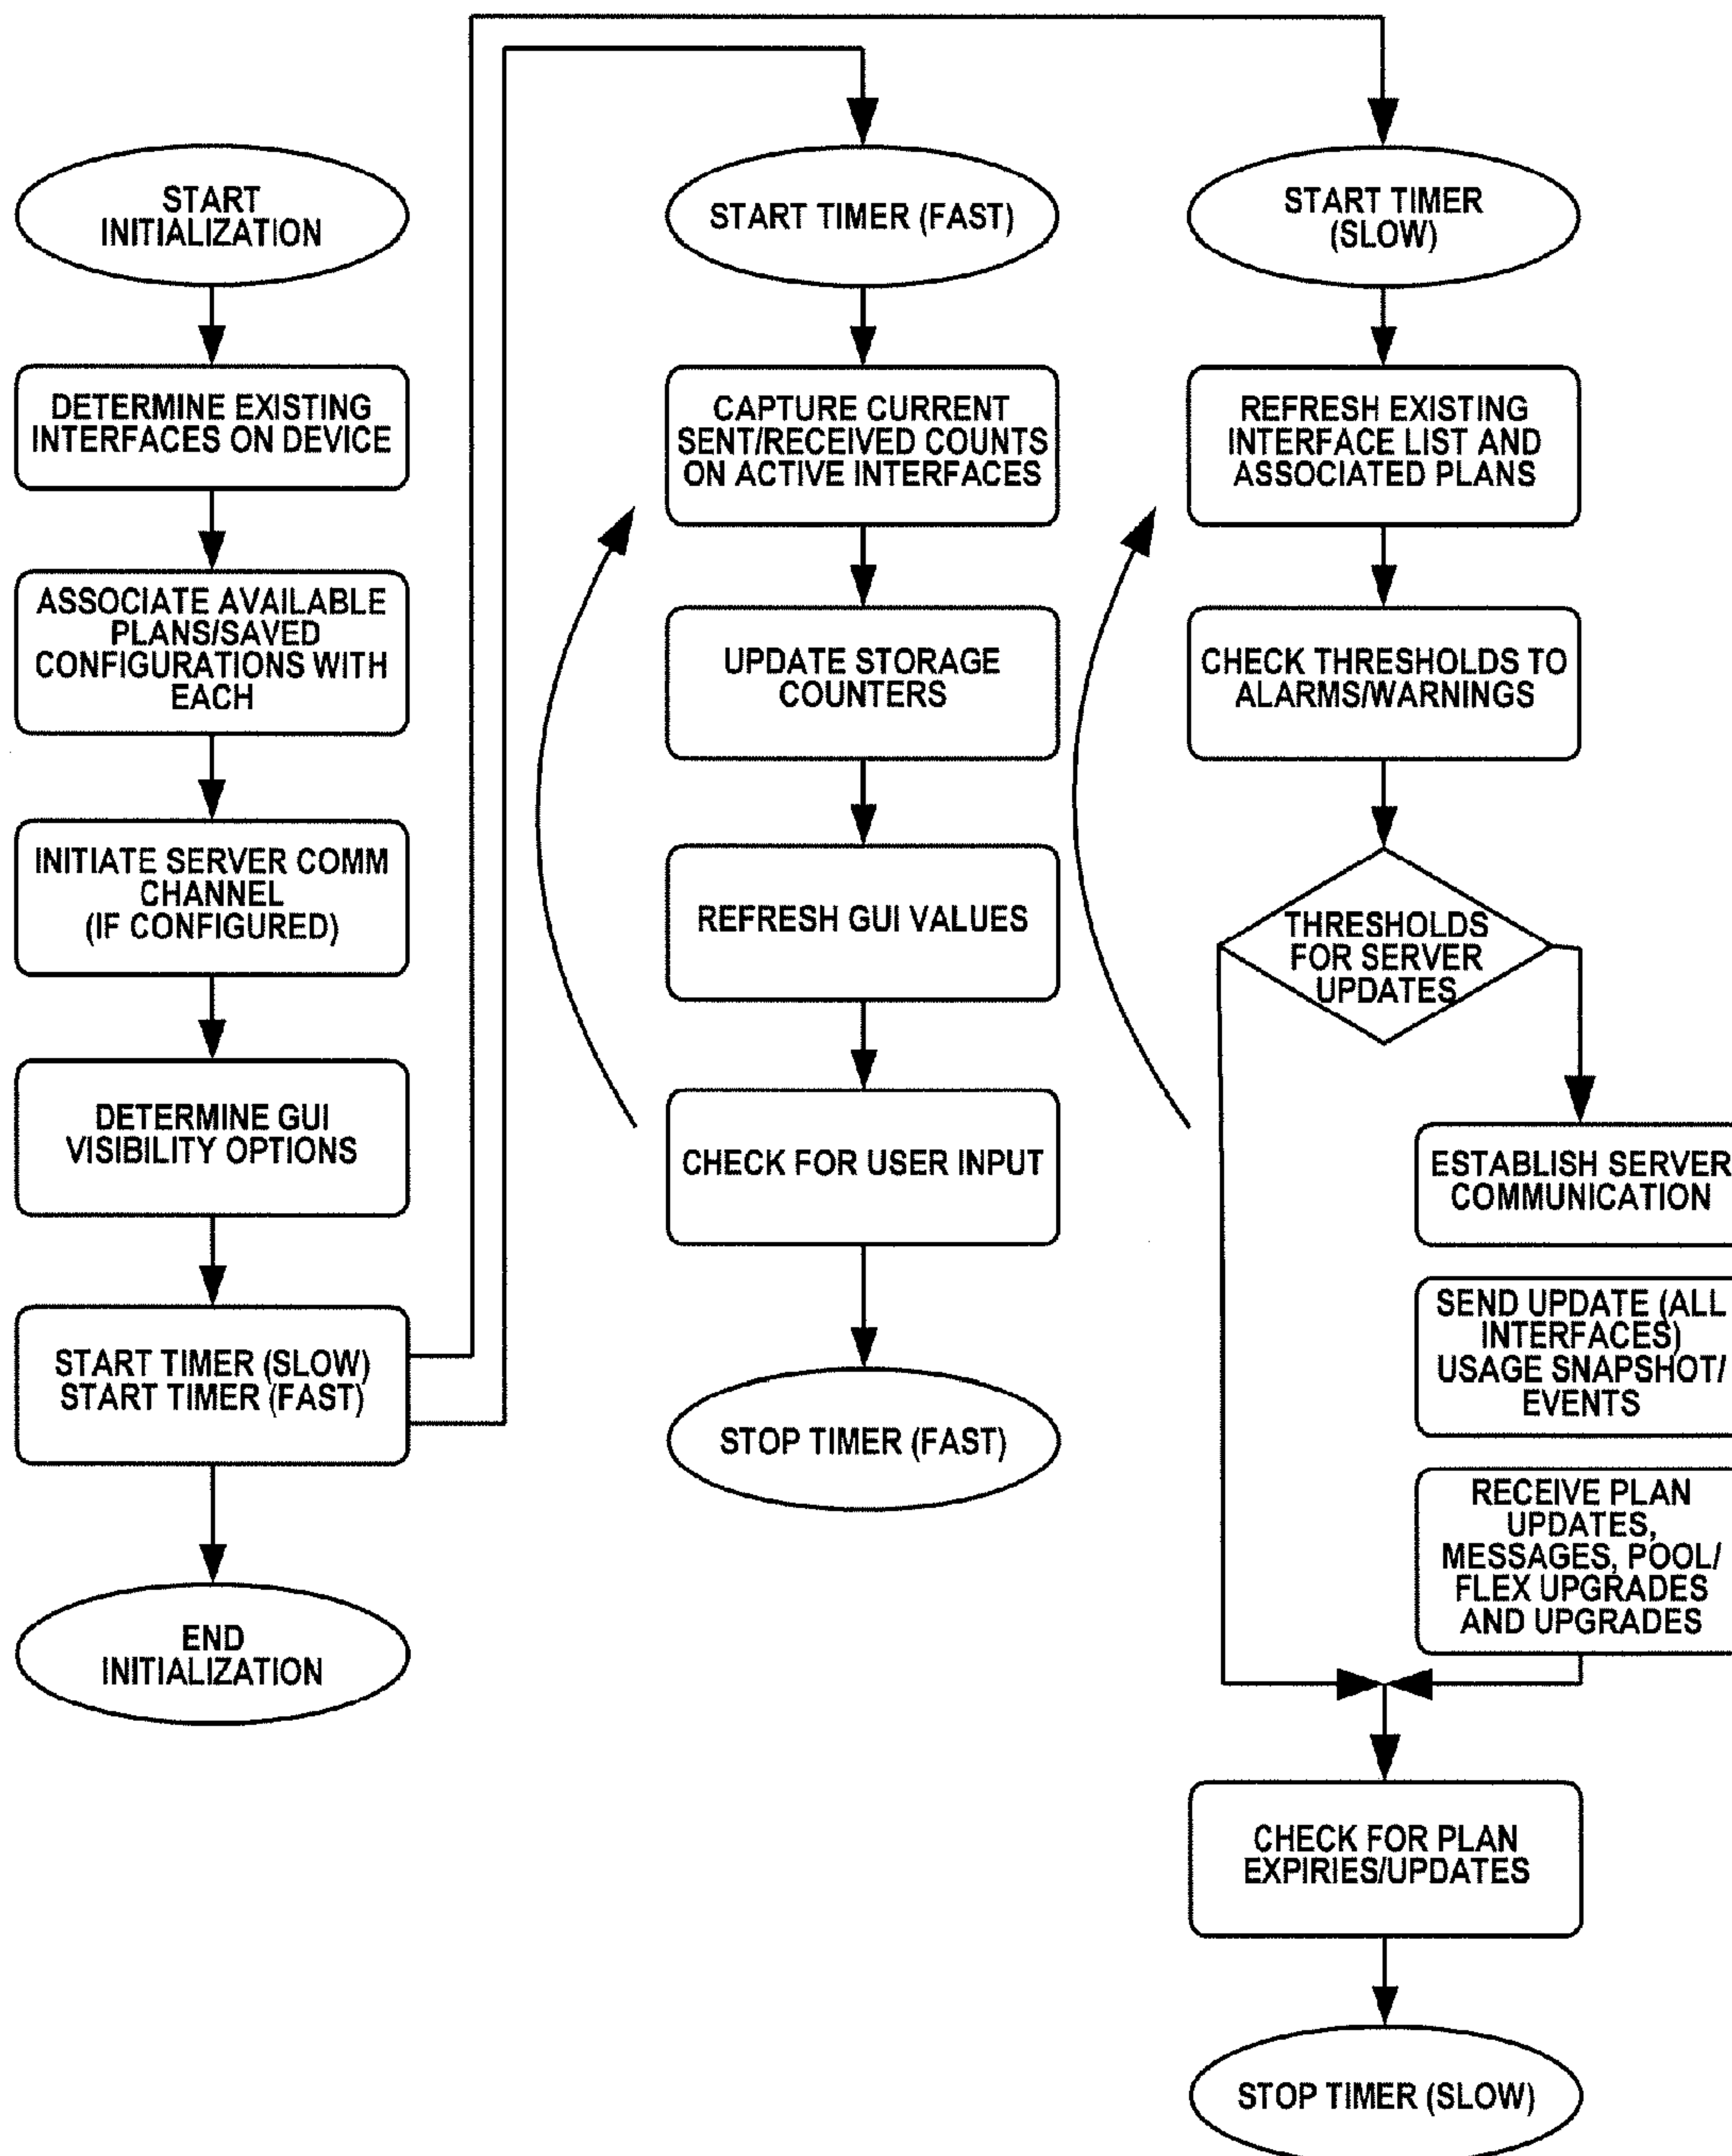 START
INITIALIZATION
DETERMINE EXISTING
INTERFACES ON DEVICE
ASSOCIATE AVAILABLE
PLANS/SAVED
CONFIGURATIONS WITH
EACH
INITIATE SERVER COMM
CHANNEL
(IF CONFIGURED)
DETERMINE GUI
VISIBILITY OPTIONS
START TIMER (SLOW)
START TIMER (FAST)
END
INITIALIZATION
START TIMER (FAST)
CAPTURE CURRENT
SENT/RECEIVED COUNTS
ON ACTIVE INTERFACES
UPDATE STORAGE
COUNTERS
REFRESH GUI VALUES
CHECK FOR USER INPUT
STOP TIMER (FAST)
START TIMER
(SLOW)
REFRESH EXISTING
INTERFACE LIST AND
ASSOCIATED PLANS
CHECK THRESHOLDS TO
ALARMS/WARNINGS
THRESHOLDS
FOR SERVER
UPDATES
ESTABLISH SERVER
COMMUNICATION
SEND UPDATE (ALL
INTERFACES)
USAGE SNAPSHOT/
EVENTS
RECEIVE PLAN
UPDATES,
MESSAGES, POOL/
FLEX UPGRADES
AND UPGRADES
CHECK FOR PLAN
EXPIRIES/UPDATES
STOP TIMER (SLOW)